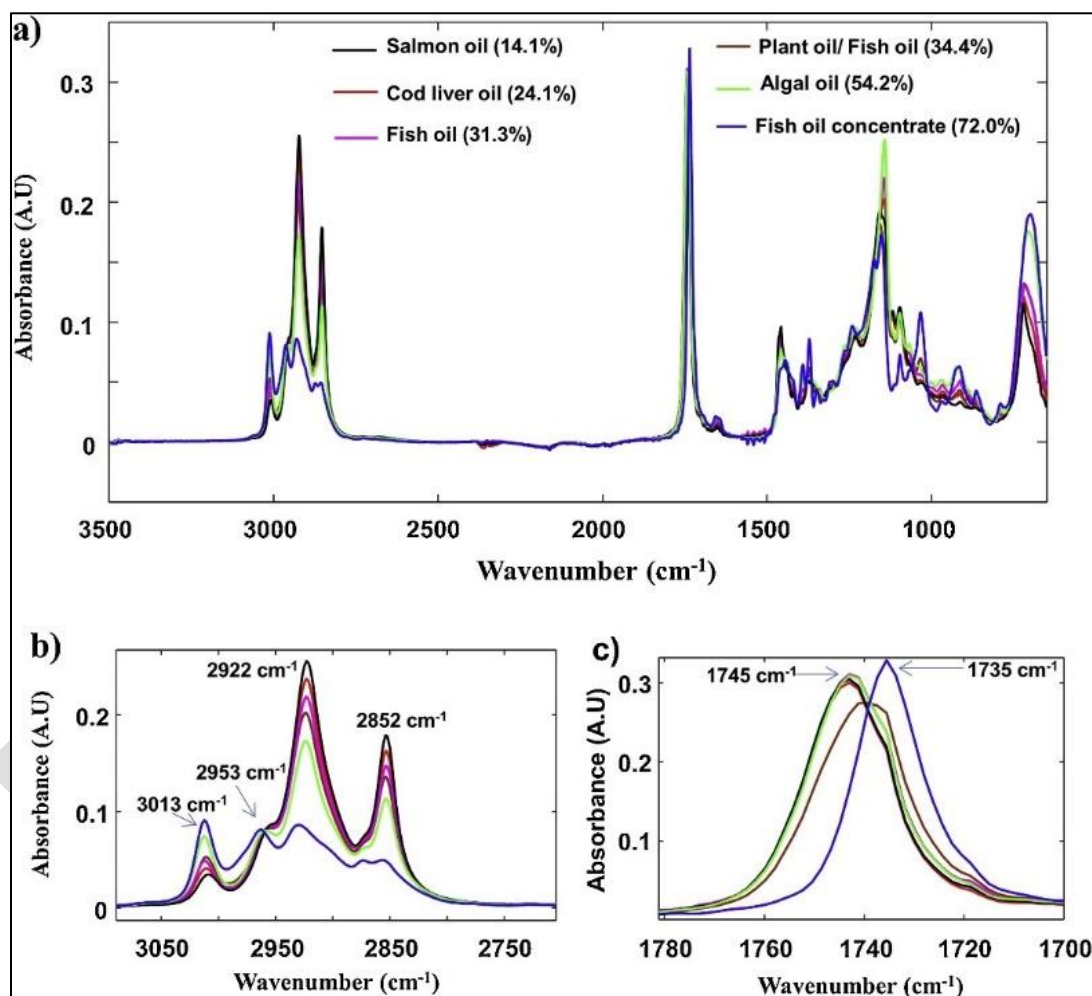 a)
Salmon oil (14.1%)
Cod liver oil (24.1%)
Fish oil (31.3%)
Plant oil/ Fish oil (34.4%)
Algal oil (54.2%)
Fish oil concentrate (72.0%)
Absorbance (A.U)
0.3
0.2
0.1
0
3500 3000 2500 2000 1500 1000
Wavenumber (cm⁻¹)
b)
2922 cm⁻¹
2852 cm⁻¹
2953 cm⁻¹
3013 cm⁻¹
Absorbance (A.U)
0.2
0.1
0
3050 2950 2850 2750
Wavenumber (cm⁻¹)
c)
1745 cm⁻¹
1735 cm⁻¹
Absorbance (A.U)
0.3
0.2
0.1
1780 1760 1740 1720 1700
Wavenumber (cm⁻¹)